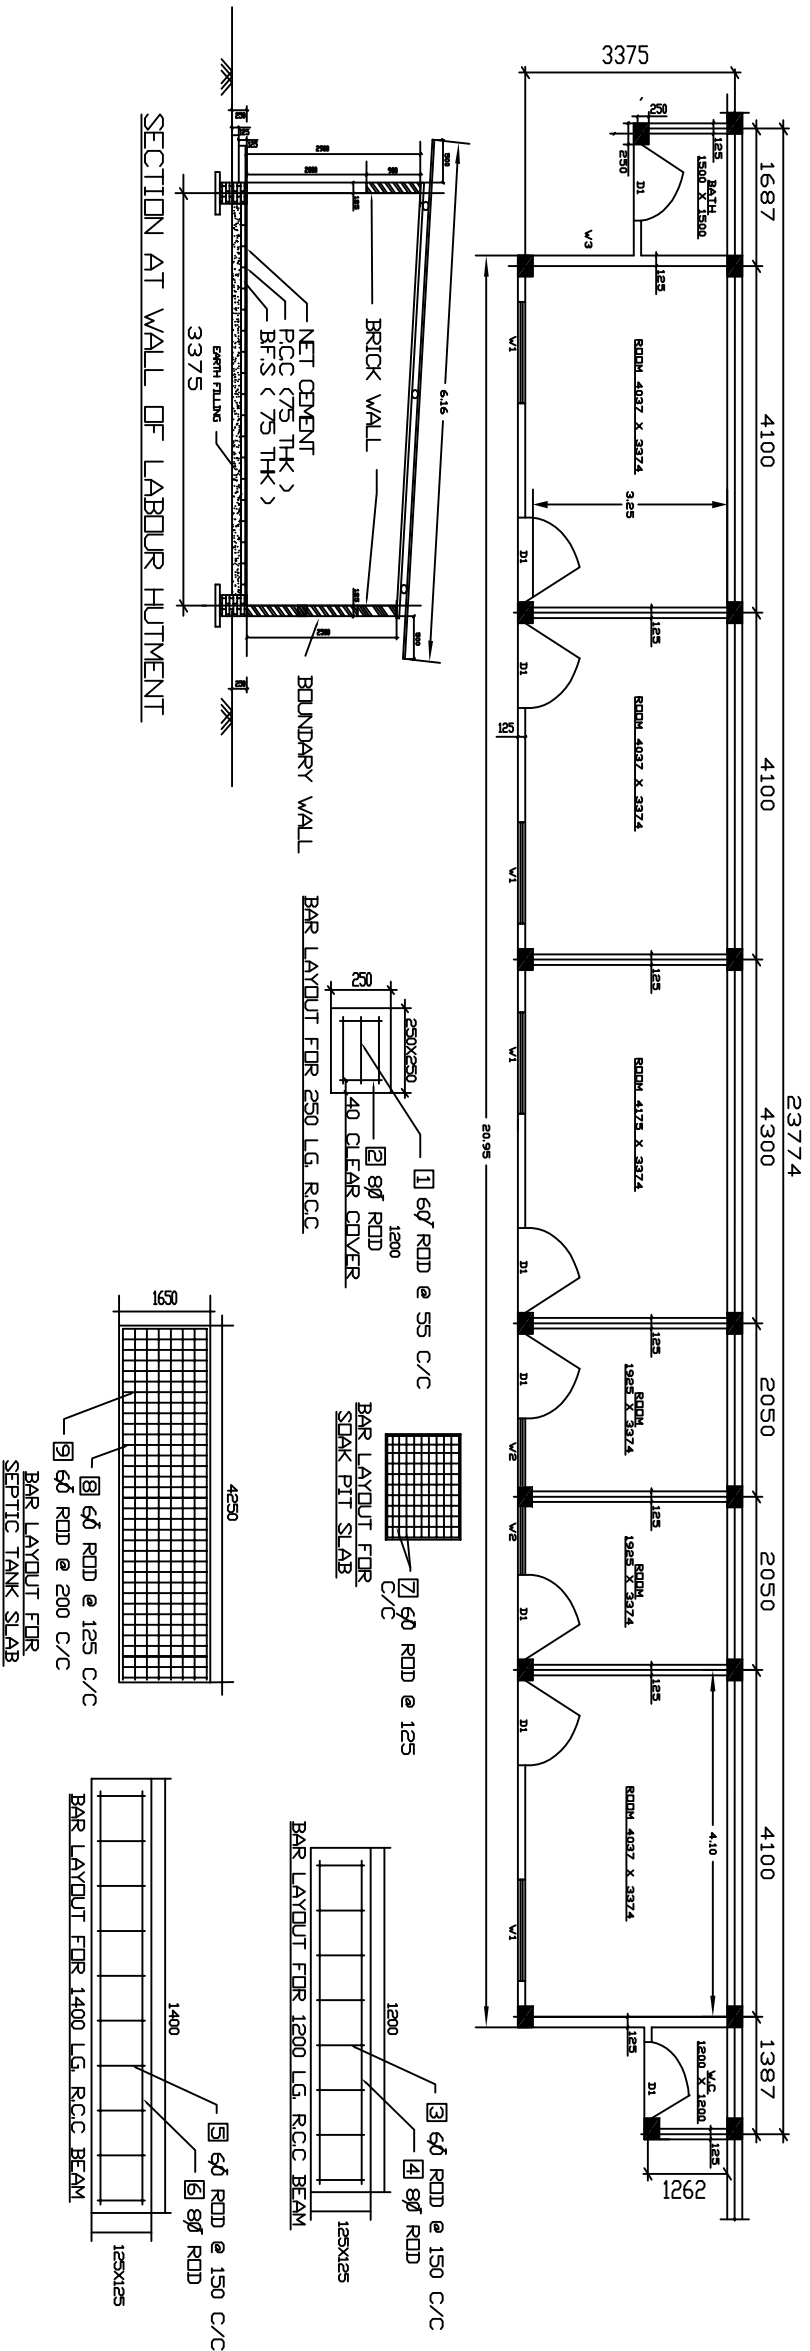 23774
1687
4100
4100
4300
2050
2050
4100
1387
3375
250
250
125
BATH
1500 X 1500
D1
W3
125
ROOM 4037 X 3374
3.25
W1
D1
125
D1
ROOM 4037 X 3374
125
W1
125
W1
ROOM 4175 X 3374
D1
125
D1
ROOM
1925 X 3374
W2
125
W2
ROOM
1925 X 3374
D1
125
D1
4.10
ROOM 4037 X 3374
W1
125
W.C
1200 X 1200
D1
125
1262
20.95
6.16
500
2900
2000
900
125
BRICK WALL
NET CEMENT
P.C.C (75 THK )
B.F.S ( 75 THK )
EARTH FILLING
3375
2500
500
BOUNDARY WALL
SECTION AT WALL OF LABOUR HUTMENT
250
250X250
1 6Ø ROD @ 55 C/C
1200
2 8Ø ROD
40 CLEAR COVER
BAR LAYOUT FOR 250 LG. R.C.C
7 6Ø ROD @ 125
C/C
BAR LAYOUT FOR
SOAK PIT SLAB
1650
4250
8 6Ø ROD @ 125 C/C
9 6Ø ROD @ 200 C/C
BAR LAYOUT FOR
SEPTIC TANK SLAB
1200
3 6Ø ROD @ 150 C/C
4 8Ø ROD
125X125
BAR LAYOUT FOR 1200 LG. R.C.C BEAM
1400
5 6Ø ROD @ 150 C/C
6 8Ø ROD
125X125
BAR LAYOUT FOR 1400 LG. R.C.C BEAM